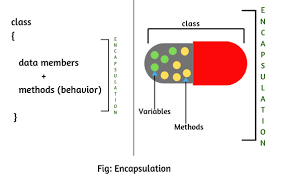 class
{
data members
+
methods (behavior)
}
ENCAPSULATION
class
Variables
Methods
ENCAPSULATION
Fig: Encapsulation